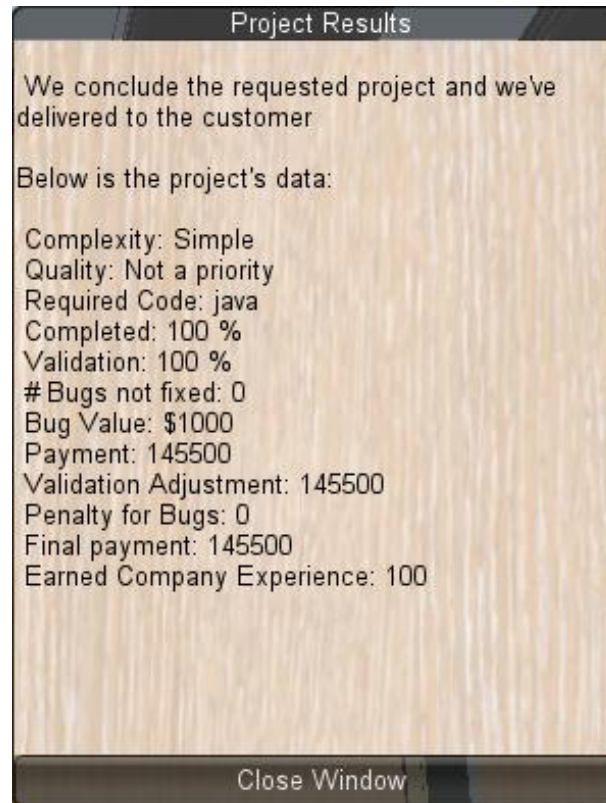 Project Results
We conclude the requested project and we've
delivered to the customer
Below is the project's data:
Complexity: Simple
Quality: Not a priority
Required Code: java
Completed: 100 %
Validation: 100 %
# Bugs not fixed: 0
Bug Value: $1000
Payment: 145500
Validation Adjustment: 145500
Penalty for Bugs: 0
Final payment: 145500
Earned Company Experience: 100
Close Window